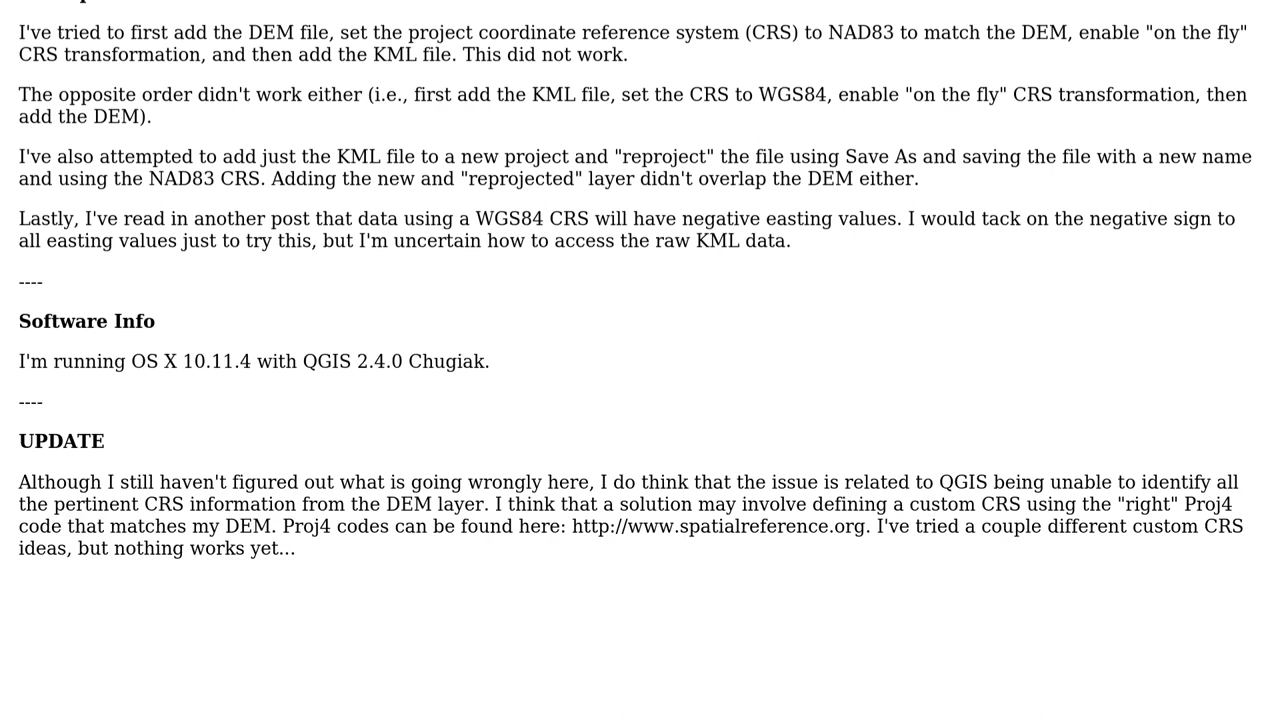 I've tried to first add the DEM file, set the project coordinate reference system (CRS) to NAD83 to match the DEM, enable "on the fly"
CRS transformation, and then add the KML file. This did not work.
The opposite order didn't work either (i.e., first add the KML file, set the CRS to WGS84, enable "on the fly" CRS transformation, then
add the DEM).
I've also attempted to add just the KML file to a new project and "reproject" the file using Save As and saving the file with a new name
and using the NAD83 CRS. Adding the new and "reprojected" layer didn't overlap the DEM either.
Lastly, I've read in another post that data using a WGS84 CRS will have negative easting values. I would tack on the negative sign to
all easting values just to try this, but I'm uncertain how to access the raw KML data.
----
Software Info
I'm running OS X 10.11.4 with QGIS 2.4.0 Chugiak.
----
UPDATE
Although I still haven't figured out what is going wrongly here, I do think that the issue is related to QGIS being unable to identify all
the pertinent CRS information from the DEM layer. I think that a solution may involve defining a custom CRS using the "right" Proj4
code that matches my DEM. Proj4 codes can be found here: http://www.spatialreference.org. I've tried a couple different custom CRS
ideas, but nothing works yet...